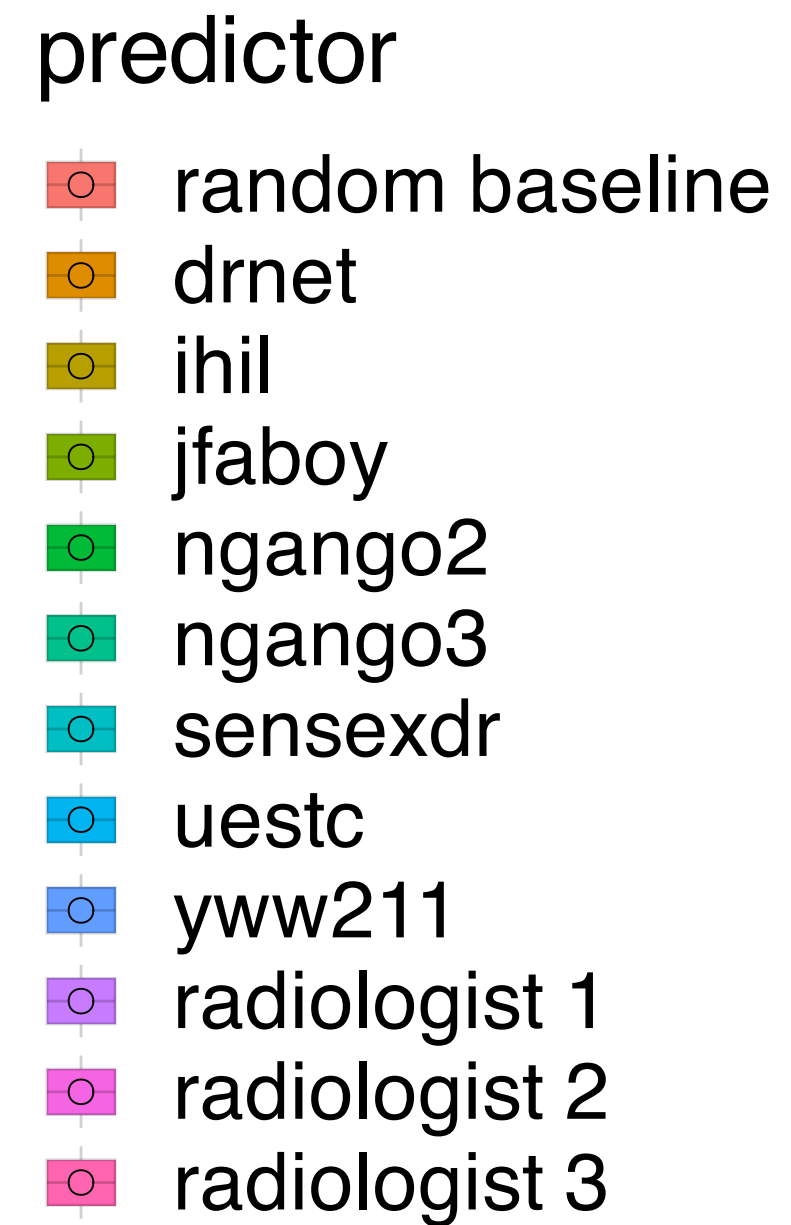 predictor
random baseline
drnet
ihil
jfaboy
ngango2
ngango3
sensexdr
uestc
yww211
radiologist 1
radiologist 2
radiologist 3